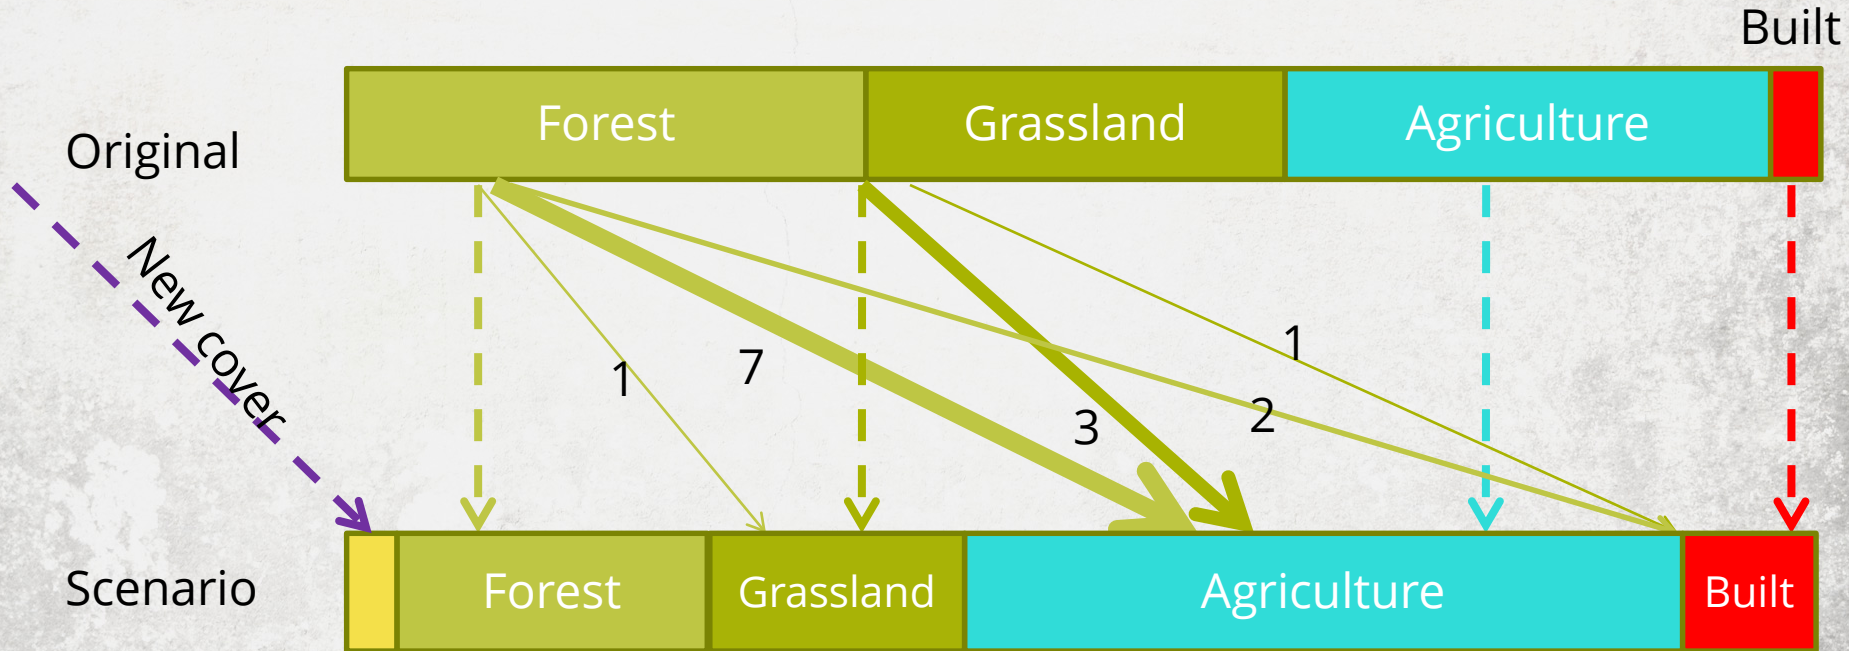 Built
Forest
Grassland
Agriculture
Original
New cover
1
7
3
2
1
Scenario
Forest
Grassland
Agriculture
Built